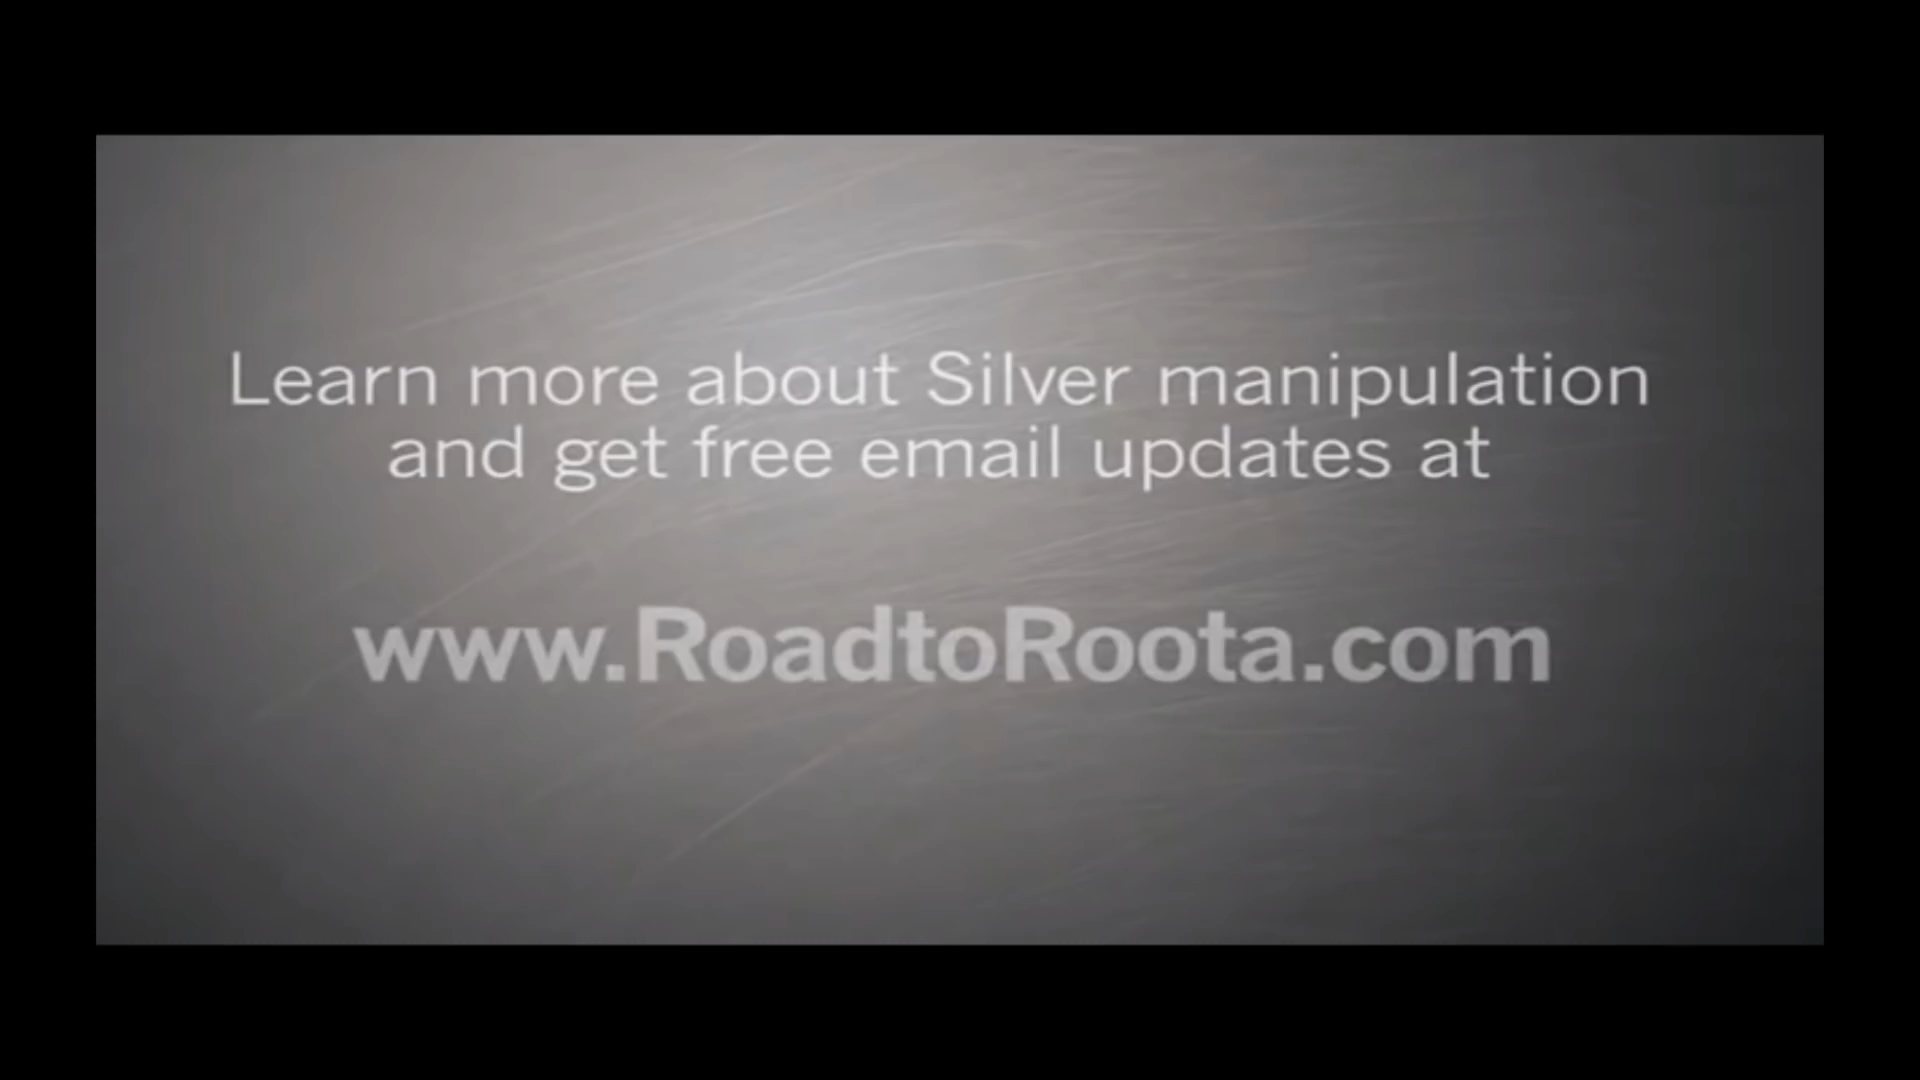 Learn more about Silver manipulation
and get free email updates at
www.RoadtoRoota.com